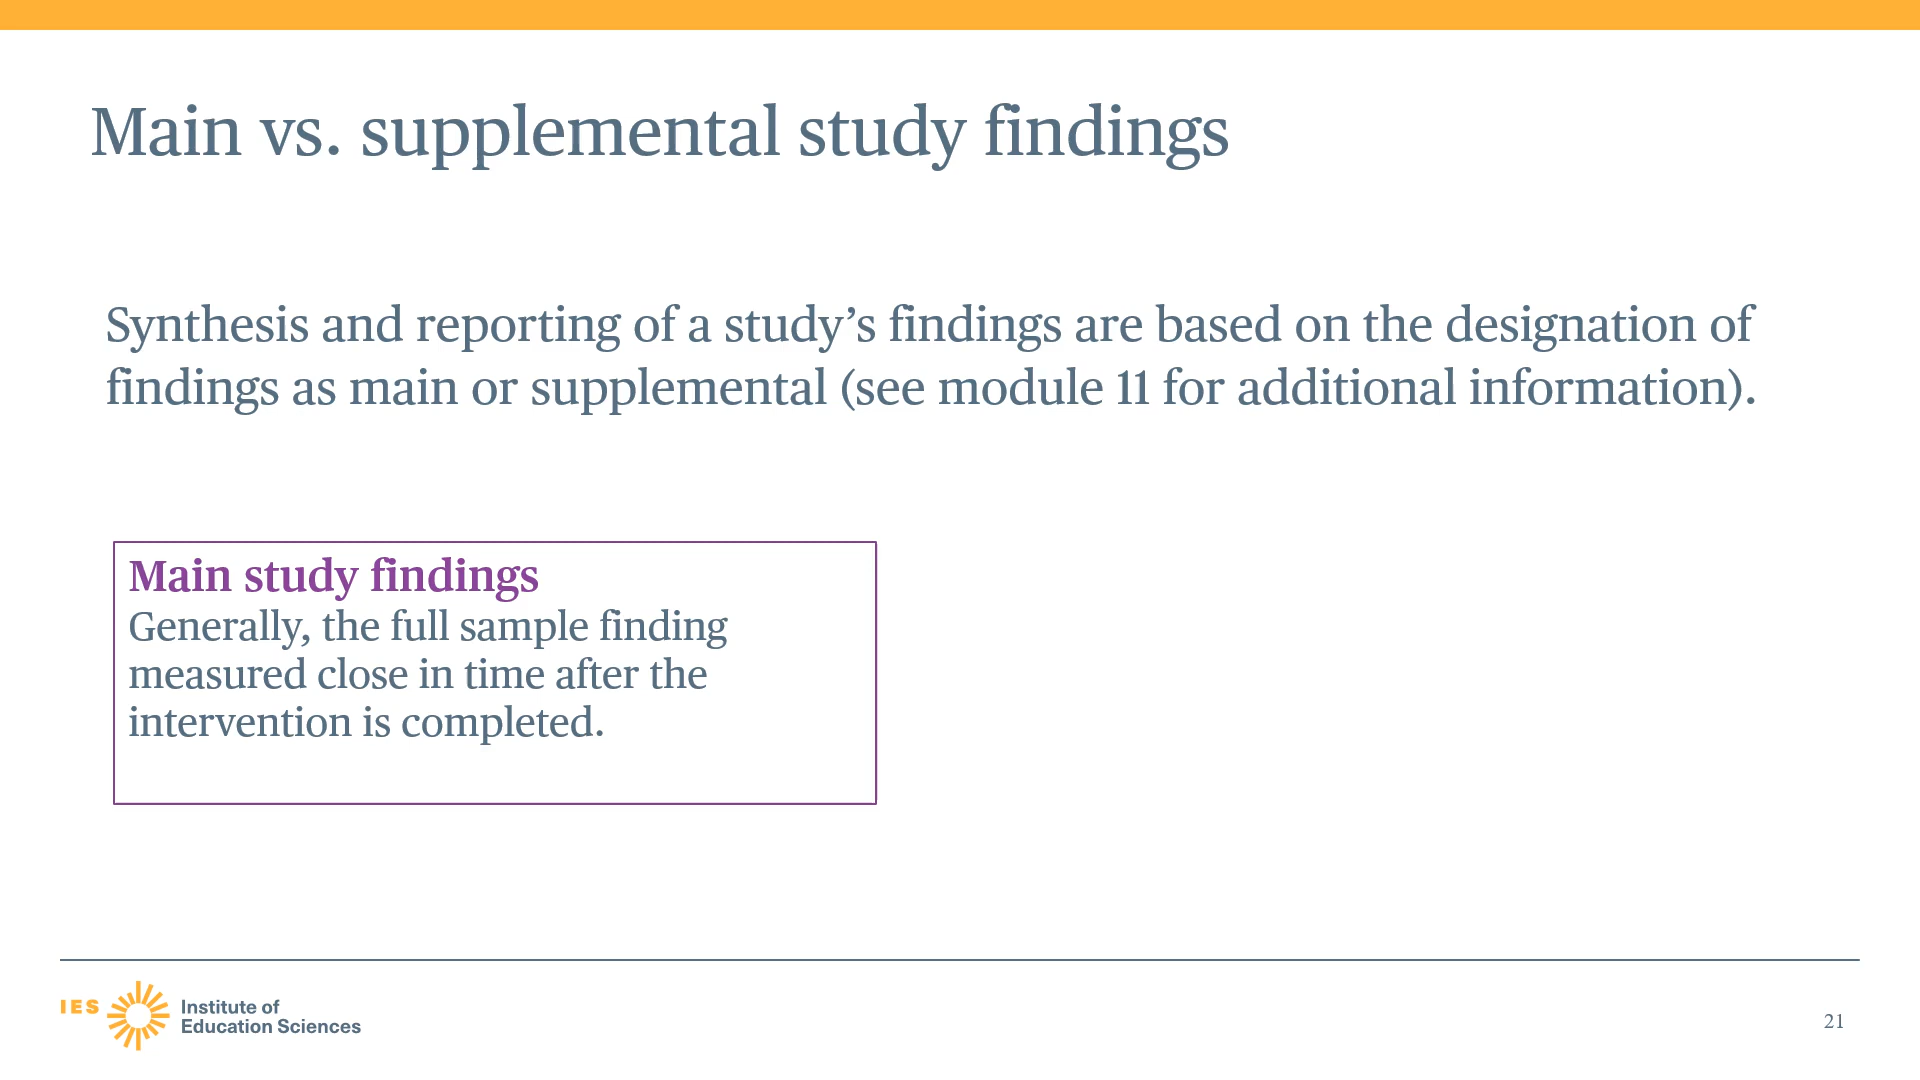 Main vs. supplemental study findings
Synthesis and reporting of a study’s findings are based on the designation of
findings as main or supplemental (see module 11 for additional information).
Main study findings
Generally, the full sample finding
measured close in time after the
intervention is completed.
IES
Institute of
Education Sciences
21